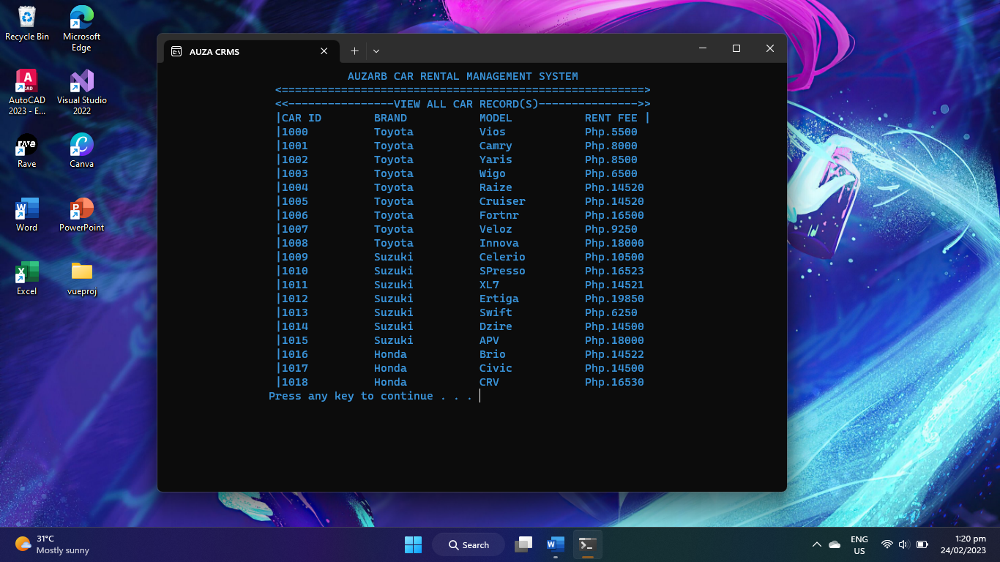 Recycle Bin
Microsoft
Edge
AutoCAD
2023 - E...
Visual Studio
2022
Rave
Canva
Word
PowerPoint
Excel
vueproj
AUZA CRMS
AUZARB CAR RENTAL MANAGEMENT SYSTEM
<=======================================================>
<<----------------VIEW ALL CAR RECORD(S)--------------->>
|CAR ID BRAND MODEL RENT FEE |
|1000 Toyota Vios Php.5500
|1001 Toyota Camry Php.8000
|1002 Toyota Yaris Php.8500
|1003 Toyota Wigo Php.6500
|1004 Toyota Raize Php.14520
|1005 Toyota Cruiser Php.14520
|1006 Toyota Fortnr Php.16500
|1007 Toyota Veloz Php.9250
|1008 Toyota Innova Php.18000
|1009 Suzuki Celerio Php.10500
|1010 Suzuki SPresso Php.16523
|1011 Suzuki XL7 Php.14521
|1012 Suzuki Ertiga Php.19850
|1013 Suzuki Swift Php.6250
|1014 Suzuki Dzire Php.14500
|1015 Suzuki APV Php.18000
|1016 Honda Brio Php.14522
|1017 Honda Civic Php.14500
|1018 Honda CRV Php.16530
Press any key to continue . . .
31°C
Mostly sunny
Search
ENG
US
1:20 pm
24/02/2023